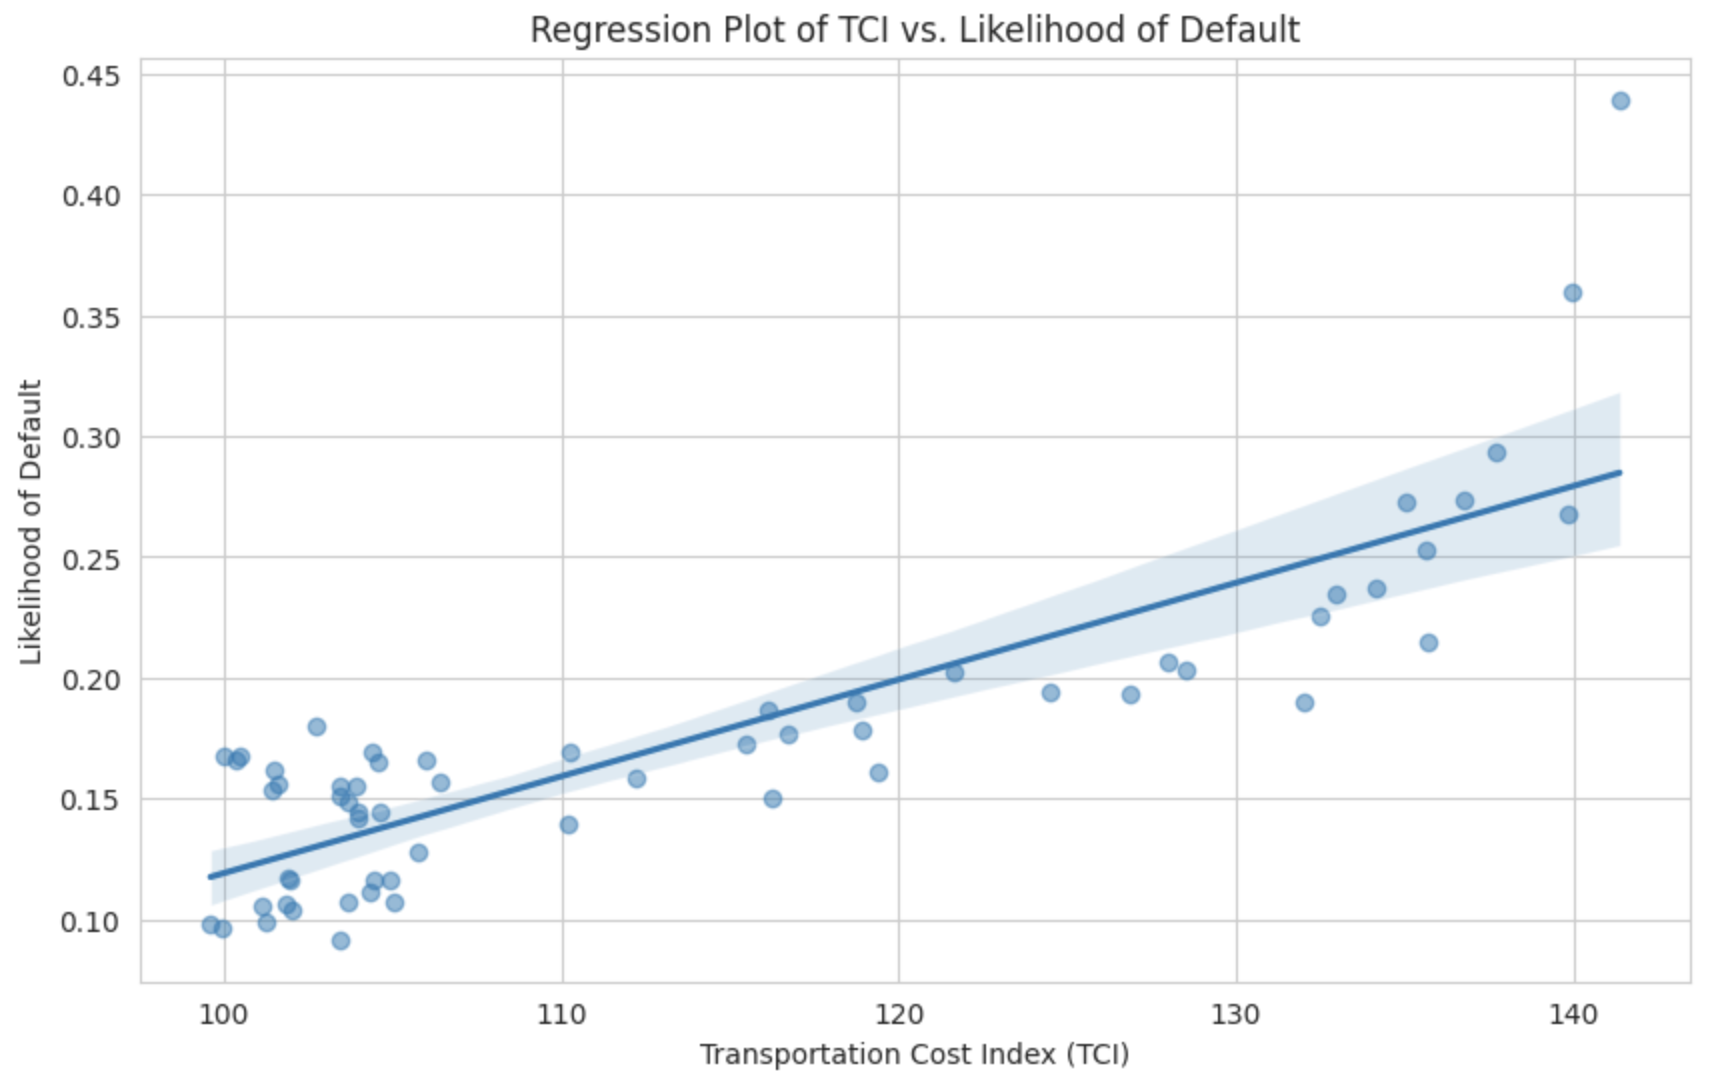 Regression Plot of TCI vs. Likelihood of Default
0.45
0.40
0.35
0.30
0.25
0.20
0.15
0.10
Likelihood of Default
100 110 120 130 140
Transportation Cost Index (TCI)